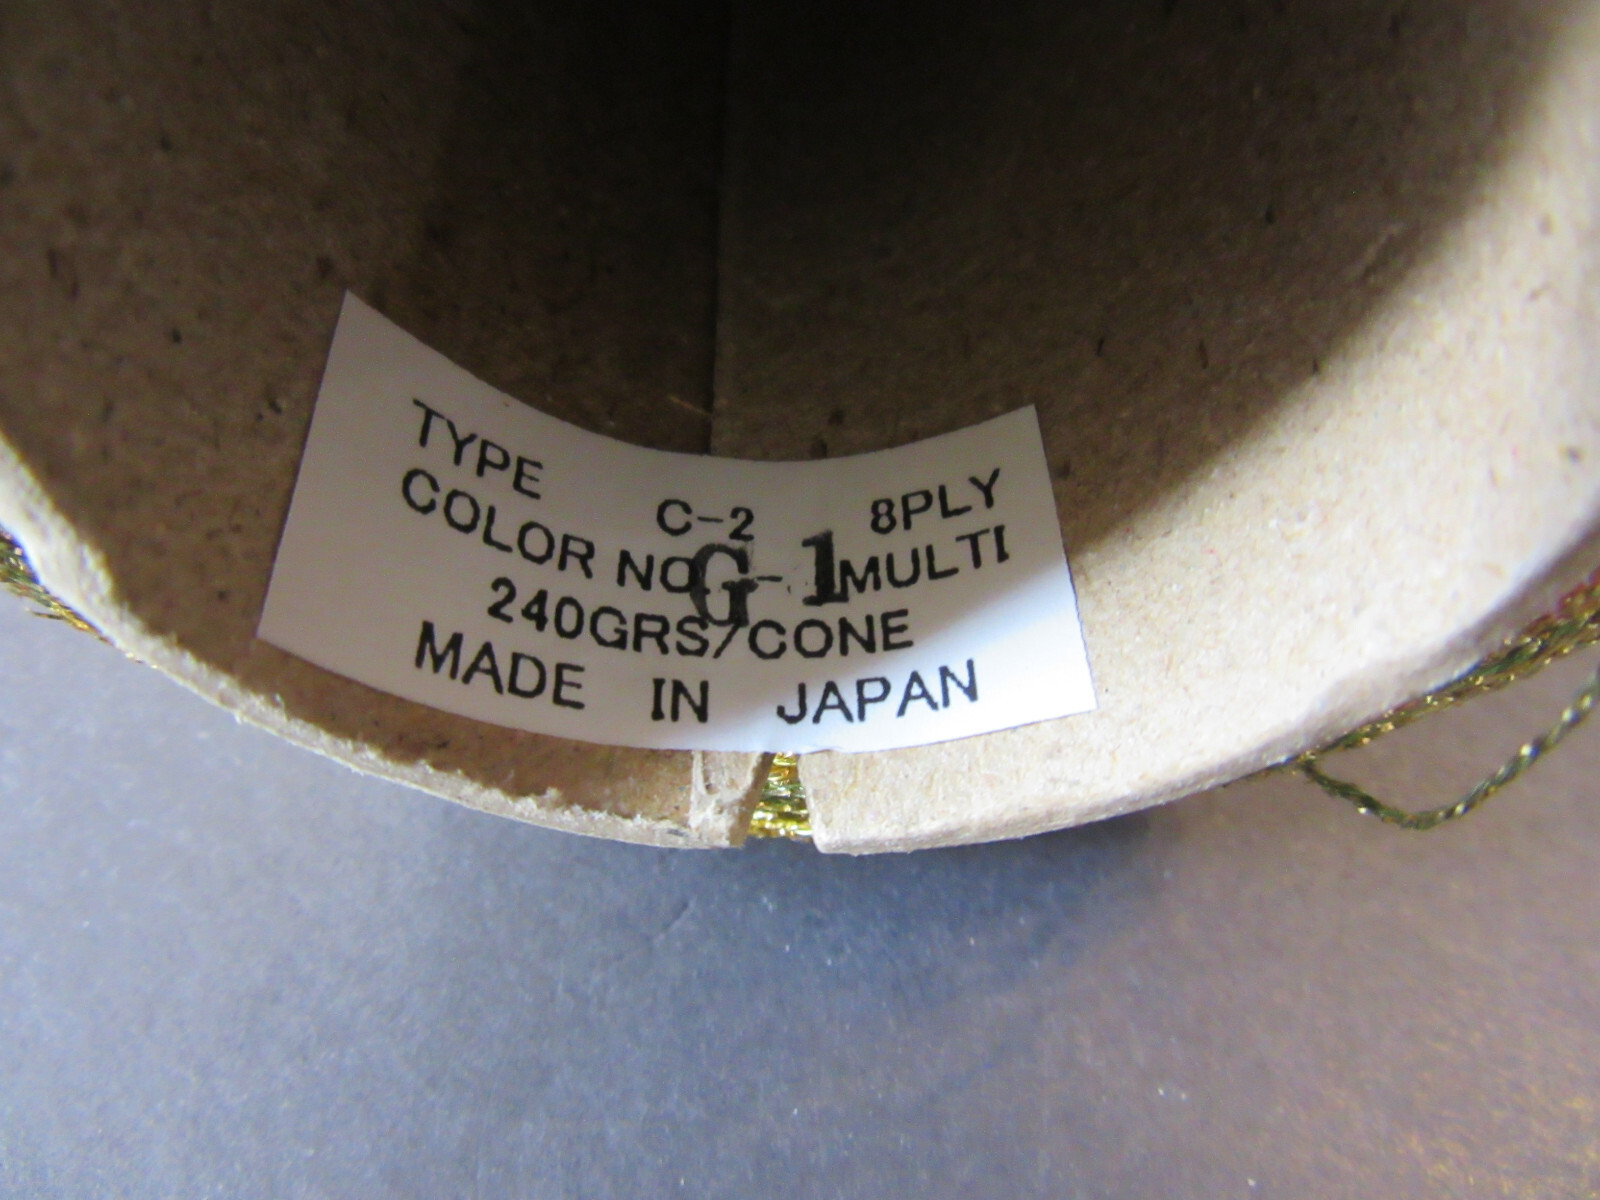 TYPE C-2 8PLY
COLOR NO G-1 MULTI
240GRS/CONE
MADE IN JAPAN